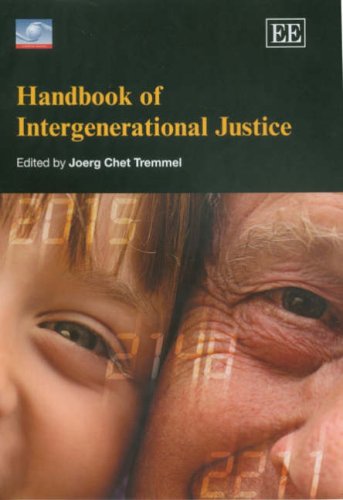 EE
Handbook of
Intergenerational Justice
Edited by Joerg Chet Tremmel
2015
2140
2211